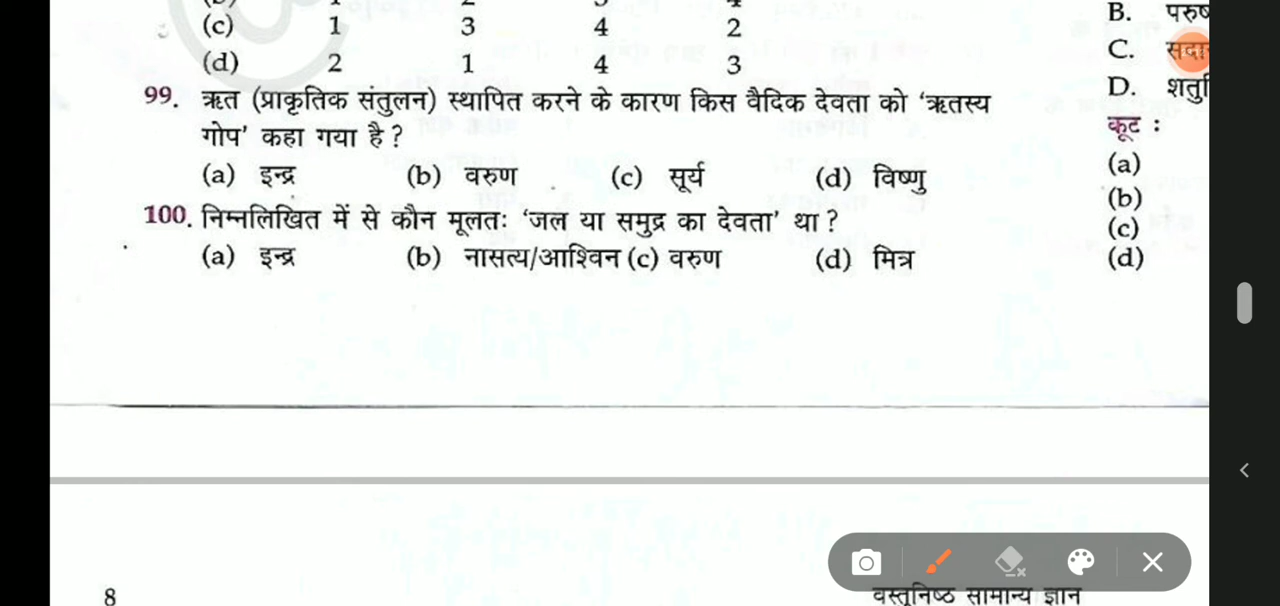 (c) 1 3 4 2
(d) 2 1 4 3
99. ऋत (प्राकृतिक संतुलन) स्थापित करने के कारण किस वैदिक देवता को 'ऋतस्य
गोप' कहा गया है ?
(a) इन्द्र (b) वरुण (c) सूर्य (d) विष्णु
100. निम्नलिखित में से कौन मूलतः 'जल या समुद्र का देवता' था ?
(a) इन्द्र (b) नासत्य/आश्विन (c) वरुण (d) मित्र
B. परुष
C.
D.
कूट :
(a)
(b)
(c)
(d)
8 वस्तुनिष्ठ सामान्य ज्ञान